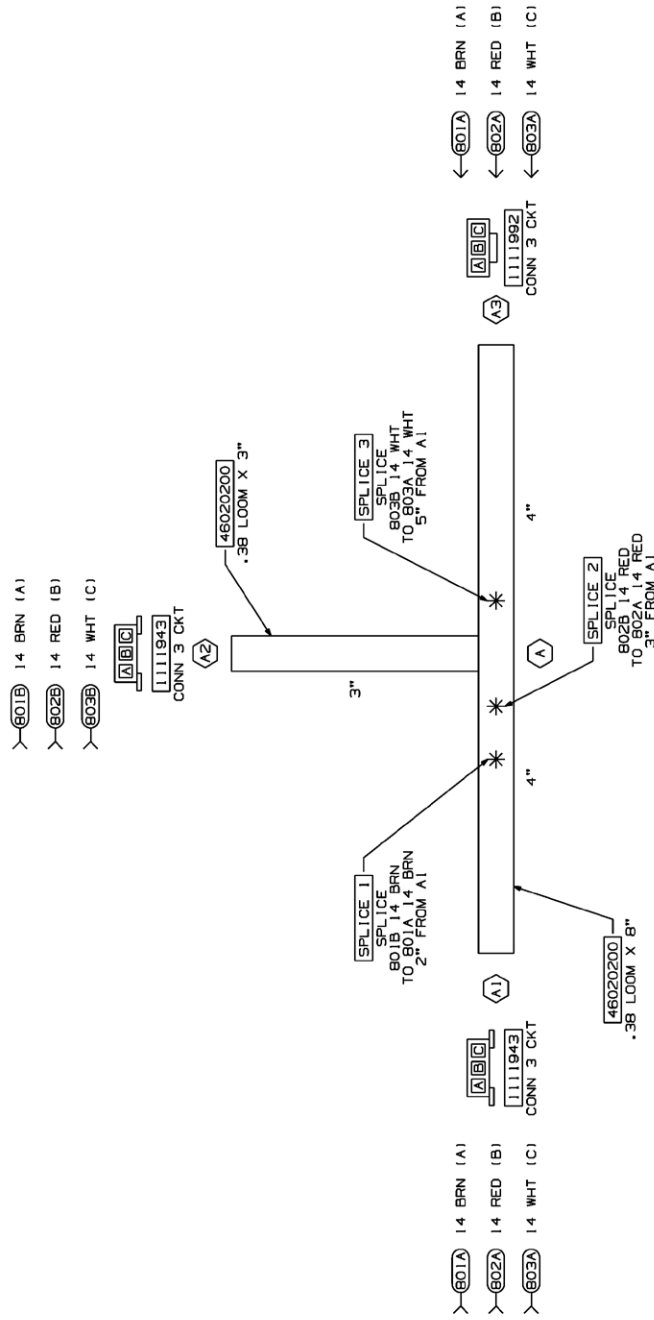 801B 14 BRN (A)
802B 14 RED (B)
803B 14 WHT (C)
A B C
1111943
CONN 3 CKT
A2
46020200
.38 LOOM X 3"
3"
SPLICE 1
SPLICE
801B 14 BRN
TO 801A 14 BRN
2" FROM A1
SPLICE 3
SPLICE
803B 14 WHT
TO 803A 14 WHT
5" FROM A1
801A 14 BRN (A)
802A 14 RED (B)
803A 14 WHT (C)
A B C
1111943
CONN 3 CKT
A1
4"
A
4"
A3
A B C
1111992
CONN 3 CKT
801A 14 BRN (A)
802A 14 RED (B)
803A 14 WHT (C)
46020200
.38 LOOM X 8"
SPLICE 2
SPLICE
802B 14 RED
TO 802A 14 RED
3" FROM A1